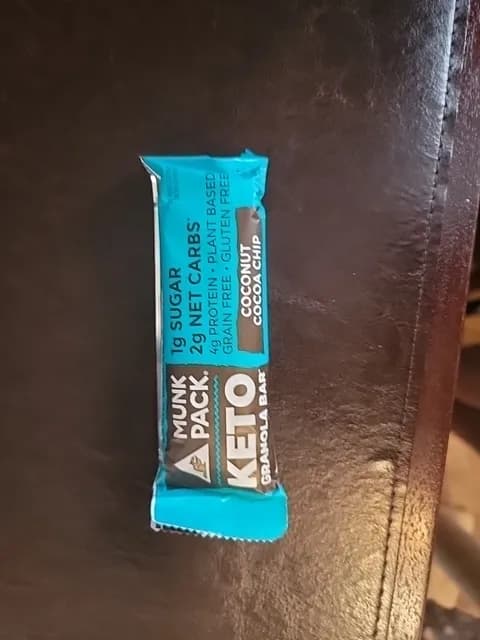 MUNK
PACK.
KETO
GRANOLA BAR
1g SUGAR
2g NET CARBS*
4g PROTEIN • PLANT BASED
GRAIN FREE • GLUTEN FREE
COCONUT
COCOA CHIP